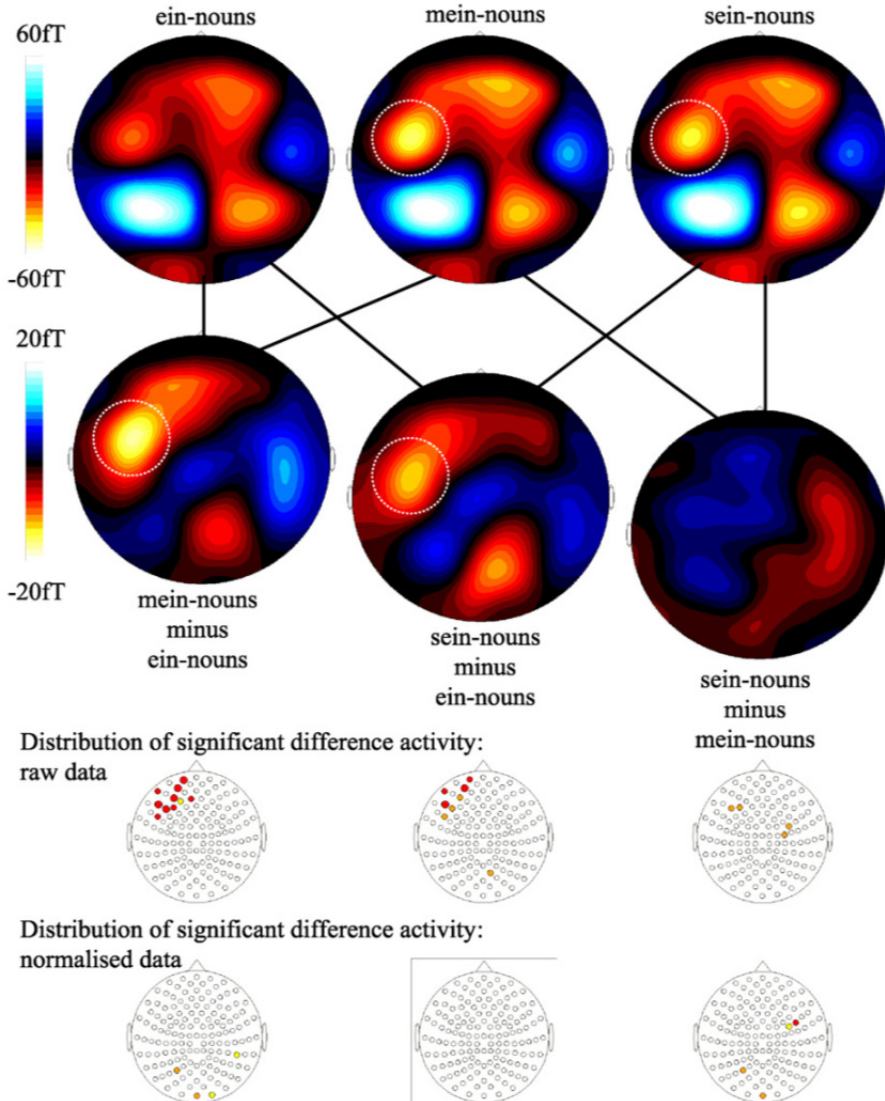 ein-nouns
mein-nouns
sein-nouns
60fT
-60fT
20fT
-20fT
mein-nouns
minus
ein-nouns
sein-nouns
minus
ein-nouns
sein-nouns
minus
mein-nouns
Distribution of significant difference activity:
raw data
Distribution of significant difference activity:
normalised data